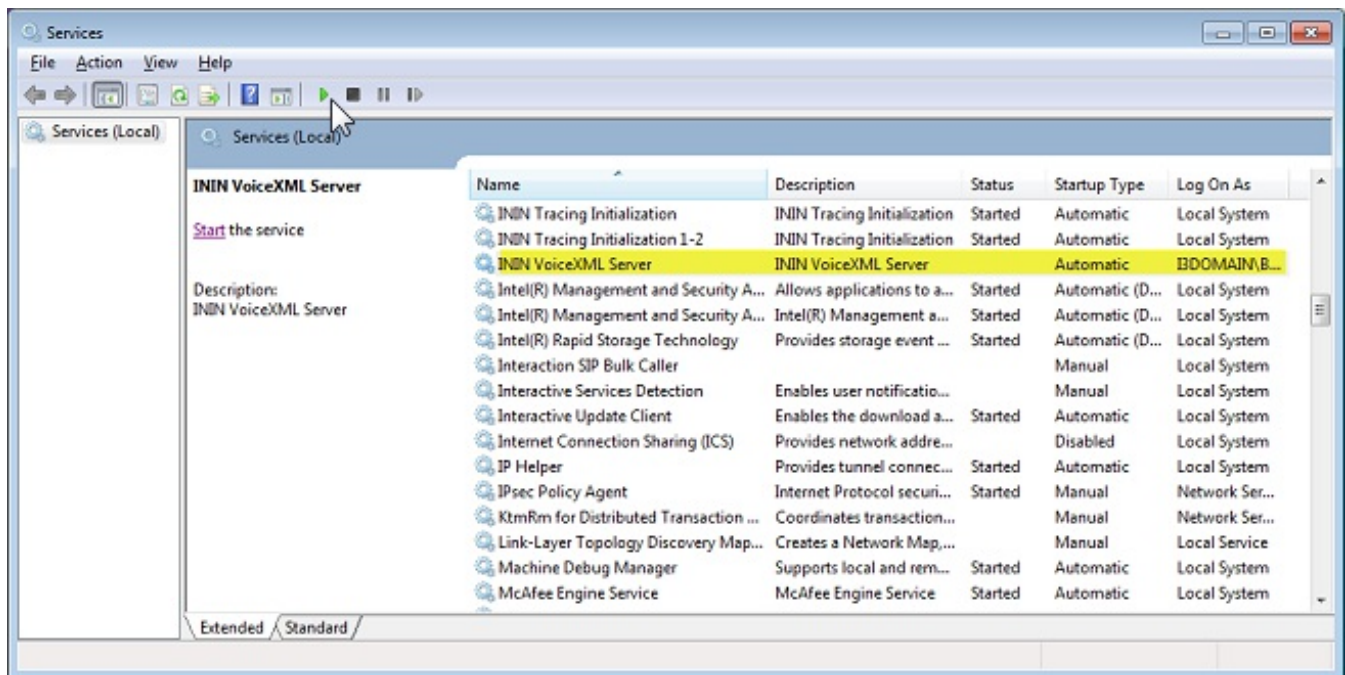 Services
File Action View Help
Services (Local)
Services (Local)
ININ VoiceXML Server
Start the service
Description:
ININ VoiceXML Server
Name Description Status Startup Type Log On As
ININ Tracing Initialization ININ Tracing Initialization Started Automatic Local System
ININ Tracing Initialization 1-2 ININ Tracing Initialization Started Automatic Local System
ININ VoiceXML Server ININ VoiceXML Server Automatic I3DOMAIN\B...
Intel(R) Management and Security A... Allows applications to a... Started Automatic (D... Local System
Intel(R) Management and Security A... Intel(R) Management a... Started Automatic (D... Local System
Intel(R) Rapid Storage Technology Provides storage event ... Started Automatic (D... Local System
Interaction SIP Bulk Caller Manual Local System
Interactive Services Detection Enables user notificatio... Manual Local System
Interactive Update Client Enables the download a... Started Automatic Local System
Internet Connection Sharing (ICS) Provides network addre... Disabled Local System
IP Helper Provides tunnel connec... Started Automatic Local System
IPsec Policy Agent Internet Protocol securi... Started Manual Network Ser...
KtmRm for Distributed Transaction ... Coordinates transaction... Manual Network Ser...
Link-Layer Topology Discovery Map... Creates a Network Map,... Manual Local Service
Machine Debug Manager Supports local and rem... Started Automatic Local System
McAfee Engine Service McAfee Engine Service Started Automatic Local System
Extended Standard